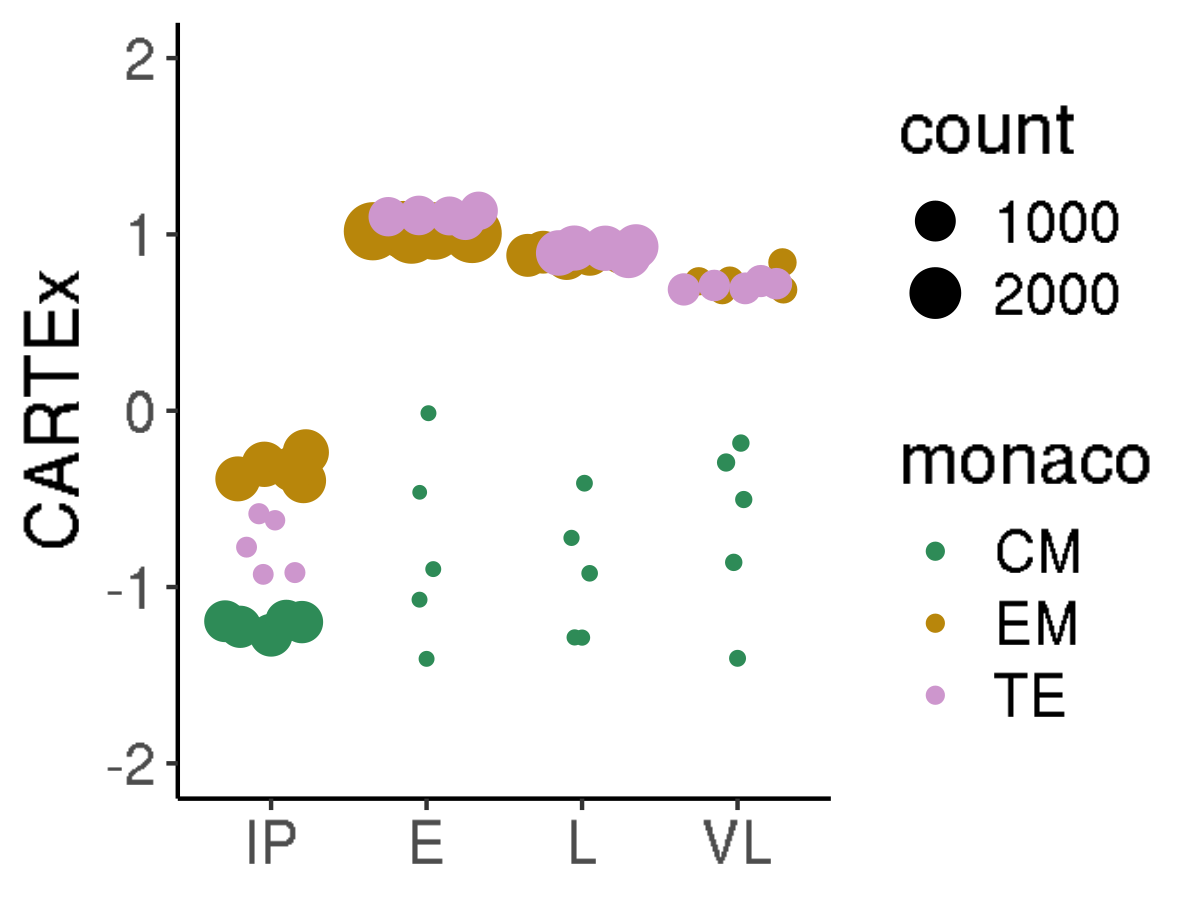 CARTEx
2
1
0
-1
-2
IP E L VL
count
1000
2000
monaco
CM
EM
TE